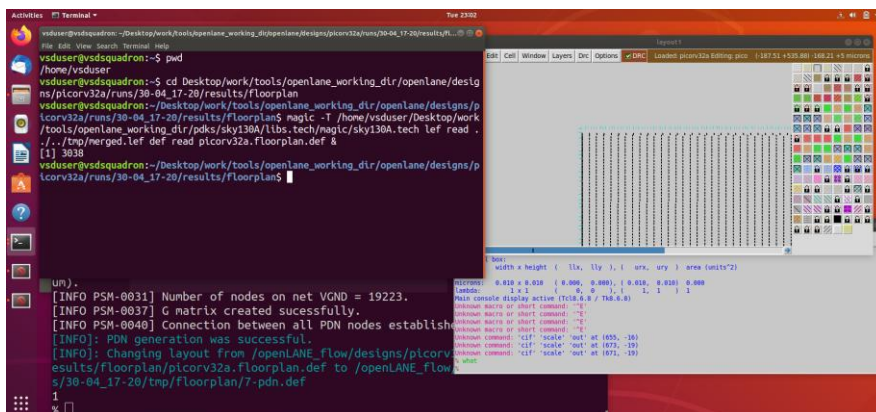 Activities
Terminal
Tue 23:02
vsduser@vsdsquadron: ~/Desktop/work/tools/openlane_working_dir/openlane/designs/picorv32a/runs/30-04_17-20/results/fl...
File Edit View Search Terminal Help
vsduser@vsdsquadron:~$ pwd
/home/vsduser
vsduser@vsdsquadron:~$ cd Desktop/work/tools/openlane_working_dir/openlane/desig
ns/picorv32a/runs/30-04_17-20/results/floorplan
vsduser@vsdsquadron:~/Desktop/work/tools/openlane_working_dir/openlane/designs/p
icorv32a/runs/30-04_17-20/results/floorplan$ magic -T /home/vsduser/Desktop/work
/tools/openlane_working_dir/pdks/sky130A/libs.tech/magic/sky130A.tech lef read .
./../tmp/merged.lef def read picorv32a.floorplan.def &
[1] 3038
vsduser@vsdsquadron:~/Desktop/work/tools/openlane_working_dir/openlane/designs/p
icorv32a/runs/30-04_17-20/results/floorplan$
layout1
Edit Cell Window Layers Drc Options DRC Loaded: picorv32a Editing: pico (-187.51 +535.88) -168.21 +5 microns
box:
width x height ( llx, lly ), ( urx, ury ) area (units^2)
microns: 0.010 x 0.010 ( 0.000, 0.000), ( 0.010, 0.010) 0.000
lambda: 1 x 1 ( 0, 0 ), ( 1, 1 ) 1
Main console display active (Tcl8.6.8 / Tk8.6.8)
Unknown macro or short command: '^E'
Unknown macro or short command: '^E'
Unknown macro or short command: '^E'
Unknown macro or short command: '^E'
Unknown command: 'cif' 'scale' 'out' at (655, -16)
Unknown command: 'cif' 'scale' 'out' at (673, -19)
Unknown command: 'cif' 'scale' 'out' at (671, -19)
% what
%
um).
[INFO PSM-0031] Number of nodes on net VGND = 19223.
[INFO PSM-0037] G matrix created sucessfully.
[INFO PSM-0040] Connection between all PDN nodes establishe
[INFO]: PDN generation was successful.
[INFO]: Changing layout from /openLANE_flow/designs/picorv
esults/floorplan/picorv32a.floorplan.def to /openLANE_flow
s/30-04_17-20/tmp/floorplan/7-pdn.def
1
%